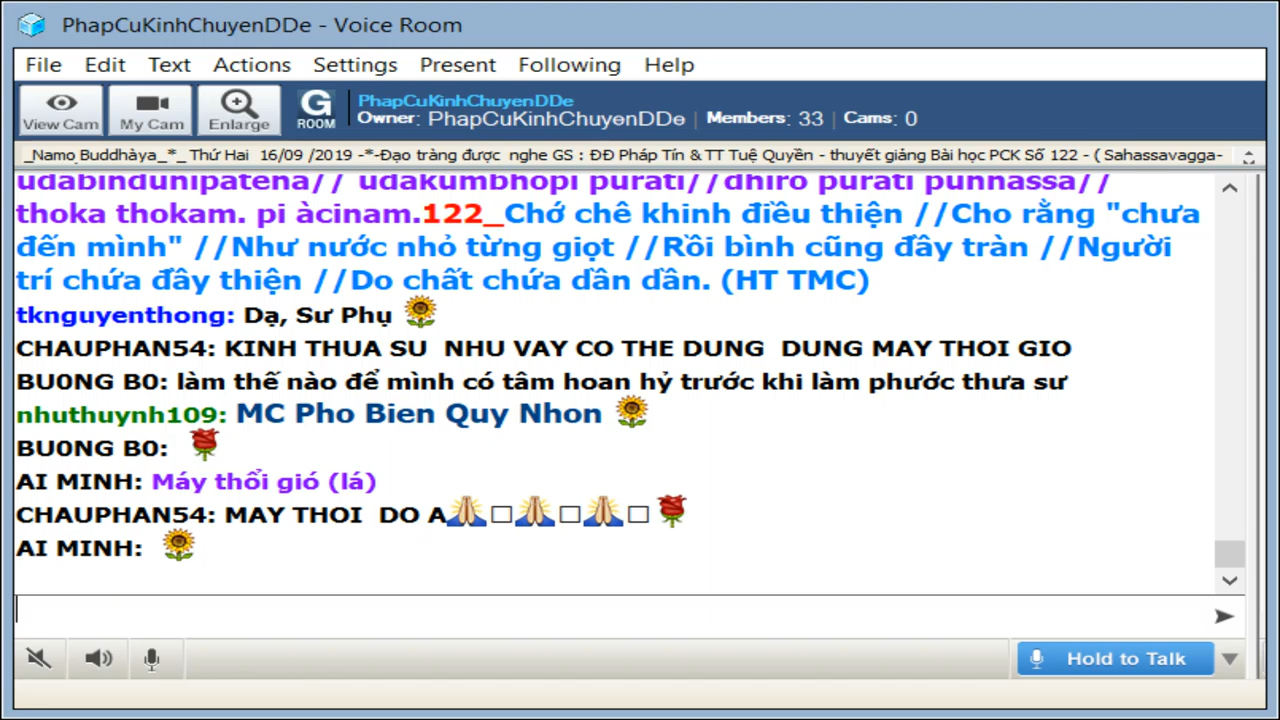 PhapCuKinhChuyenDDe - Voice Room
File Edit Text Actions Settings Present Following Help
View Cam My Cam Enlarge G ROOM PhapCuKinhChuyenDDe
Owner: PhapCuKinhChuyenDDe | Members: 33 | Cams: 0
_Namo_Buddhàya_*_ Thứ Hai 16/09 /2019 -*-Đạo tràng được nghe GS : ĐĐ Pháp Tín & TT Tuệ Quyền - thuyết giảng Bài học PCK Số 122 - ( Sahassavagga-
udabindunipatena// udakumbhopi purati//dhiro purati punnassa//
thoka thokam. pi àcinam.122_Chớ chê khinh điều thiện //Cho rằng "chưa
đến mình" //Như nước nhỏ từng giọt //Rồi bình cũng đầy tràn //Người
trí chứa đầy thiện //Do chất chứa dần dần. (HT TMC)
tknguyenthong: Dạ, Sư Phụ
CHAUPHAN54: KINH THUA SU NHU VAY CO THE DUNG DUNG MAY THOI GIO
BU0NG B0: làm thế nào để mình có tâm hoan hỷ trước khi làm phước thưa sư
nhuthuynh109: MC Pho Bien Quy Nhon
BU0NG B0:
AI MINH: Máy thổi gió (lá)
CHAUPHAN54: MAY THOI DO A
AI MINH:
Hold to Talk